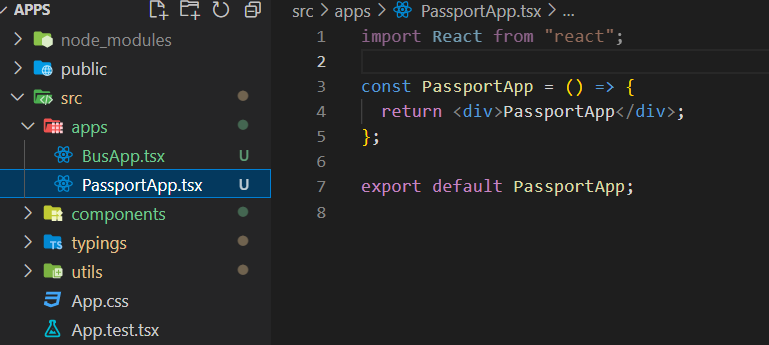 APPS
node_modules
public
src
apps
BusApp.tsx U
PassportApp.tsx U
components
TS typings
utils
App.css
App.test.tsx
src > apps > PassportApp.tsx > ...
1 import React from "react";
2
3 const PassportApp = () => {
4 return <div>PassportApp</div>;
5 };
6
7 export default PassportApp;
8